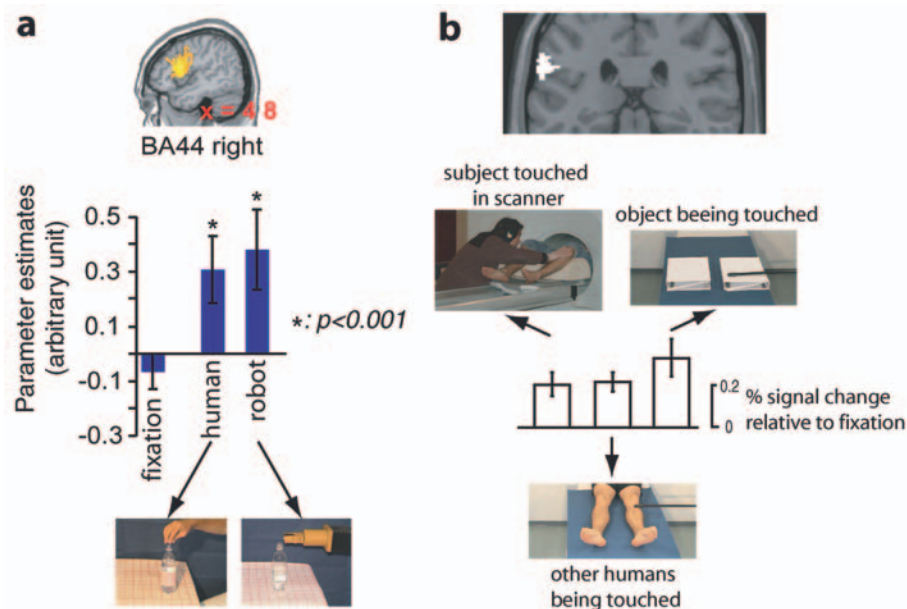 a
x = 4 8
BA44 right
Parameter estimates
(arbitrary unit)
0.5
0.3
0.1
-0.1
-0.3
*
*
*: p<0.001
fixation
human
robot
b
subject touched
in scanner
object beeing touched
0.2
0
% signal change
relative to fixation
other humans
being touched